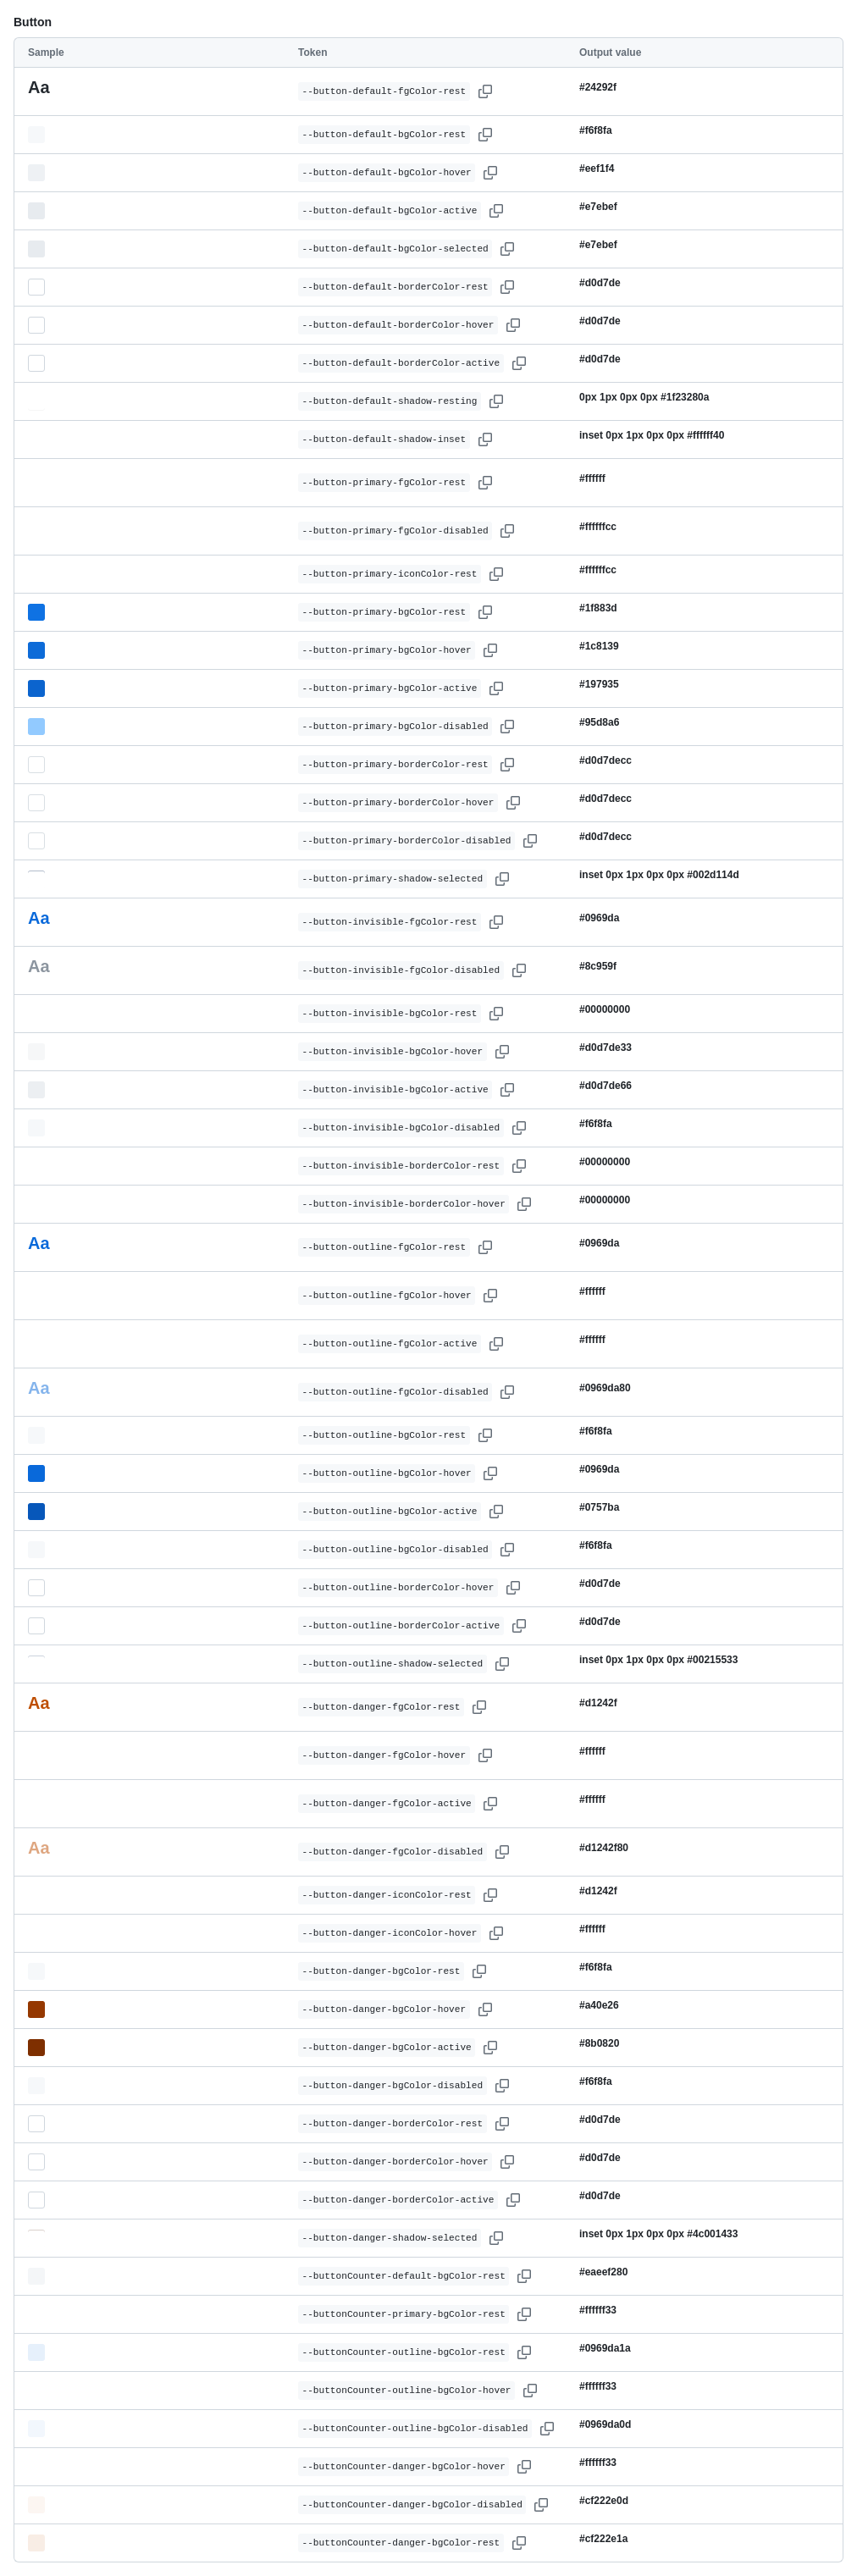 Button
Sample Token Output value
Aa --button-default-fgColor-rest #24292f
--button-default-bgColor-rest #f6f8fa
--button-default-bgColor-hover #eef1f4
--button-default-bgColor-active #e7ebef
--button-default-bgColor-selected #e7ebef
--button-default-borderColor-rest #d0d7de
--button-default-borderColor-hover #d0d7de
--button-default-borderColor-active #d0d7de
--button-default-shadow-resting 0px 1px 0px 0px #1f23280a
--button-default-shadow-inset inset 0px 1px 0px 0px #ffffff40
--button-primary-fgColor-rest #ffffff
--button-primary-fgColor-disabled #ffffffcc
--button-primary-iconColor-rest #ffffffcc
--button-primary-bgColor-rest #1f883d
--button-primary-bgColor-hover #1c8139
--button-primary-bgColor-active #197935
--button-primary-bgColor-disabled #95d8a6
--button-primary-borderColor-rest #d0d7decc
--button-primary-borderColor-hover #d0d7decc
--button-primary-borderColor-disabled #d0d7decc
--button-primary-shadow-selected inset 0px 1px 0px 0px #002d114d
Aa --button-invisible-fgColor-rest #0969da
Aa --button-invisible-fgColor-disabled #8c959f
--button-invisible-bgColor-rest #00000000
--button-invisible-bgColor-hover #d0d7de33
--button-invisible-bgColor-active #d0d7de66
--button-invisible-bgColor-disabled #f6f8fa
--button-invisible-borderColor-rest #00000000
--button-invisible-borderColor-hover #00000000
Aa --button-outline-fgColor-rest #0969da
--button-outline-fgColor-hover #ffffff
--button-outline-fgColor-active #ffffff
Aa --button-outline-fgColor-disabled #0969da80
--button-outline-bgColor-rest #f6f8fa
--button-outline-bgColor-hover #0969da
--button-outline-bgColor-active #0757ba
--button-outline-bgColor-disabled #f6f8fa
--button-outline-borderColor-hover #d0d7de
--button-outline-borderColor-active #d0d7de
--button-outline-shadow-selected inset 0px 1px 0px 0px #00215533
Aa --button-danger-fgColor-rest #d1242f
--button-danger-fgColor-hover #ffffff
--button-danger-fgColor-active #ffffff
Aa --button-danger-fgColor-disabled #d1242f80
--button-danger-iconColor-rest #d1242f
--button-danger-iconColor-hover #ffffff
--button-danger-bgColor-rest #f6f8fa
--button-danger-bgColor-hover #a40e26
--button-danger-bgColor-active #8b0820
--button-danger-bgColor-disabled #f6f8fa
--button-danger-borderColor-rest #d0d7de
--button-danger-borderColor-hover #d0d7de
--button-danger-borderColor-active #d0d7de
--button-danger-shadow-selected inset 0px 1px 0px 0px #4c001433
--buttonCounter-default-bgColor-rest #eaeef280
--buttonCounter-primary-bgColor-rest #ffffff33
--buttonCounter-outline-bgColor-rest #0969da1a
--buttonCounter-outline-bgColor-hover #ffffff33
--buttonCounter-outline-bgColor-disabled #0969da0d
--buttonCounter-danger-bgColor-hover #ffffff33
--buttonCounter-danger-bgColor-disabled #cf222e0d
--buttonCounter-danger-bgColor-rest #cf222e1a